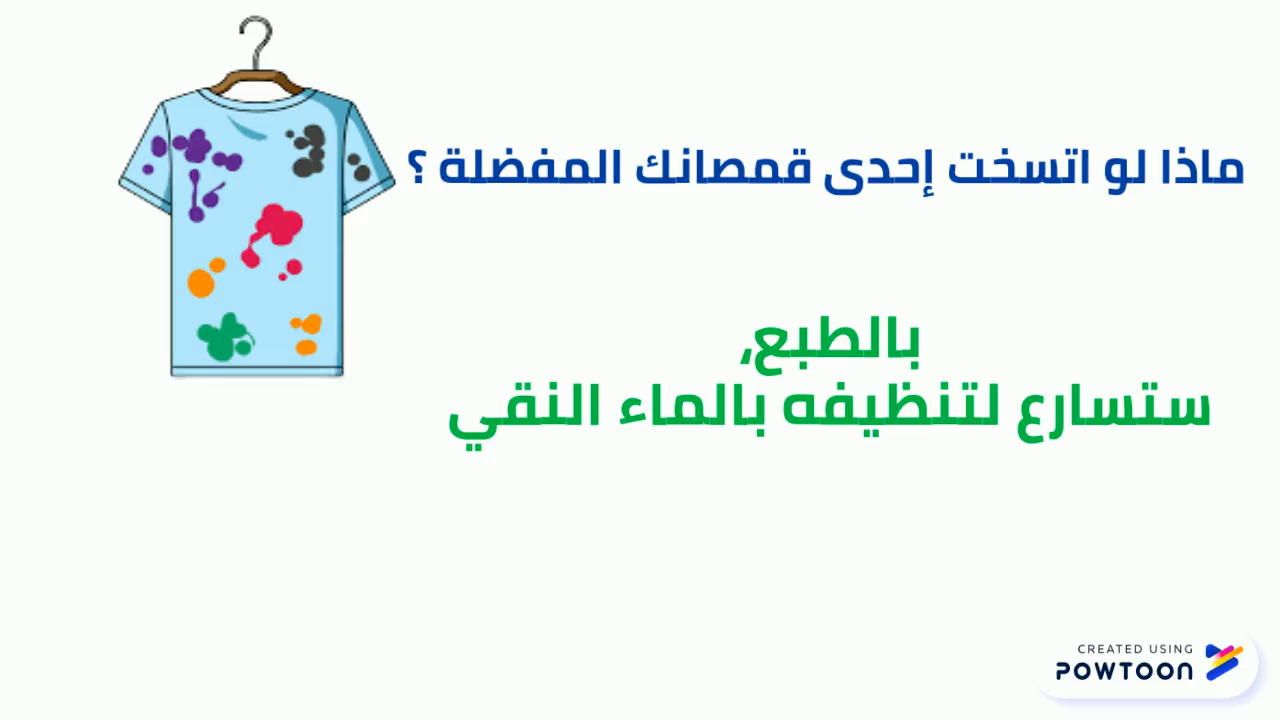 ماذا لو اتسخت إحدى قمصانك المفضلة ؟
بالطبع,
ستسارع لتنظيفه بالماء النقي
CREATED USING
POWTOON